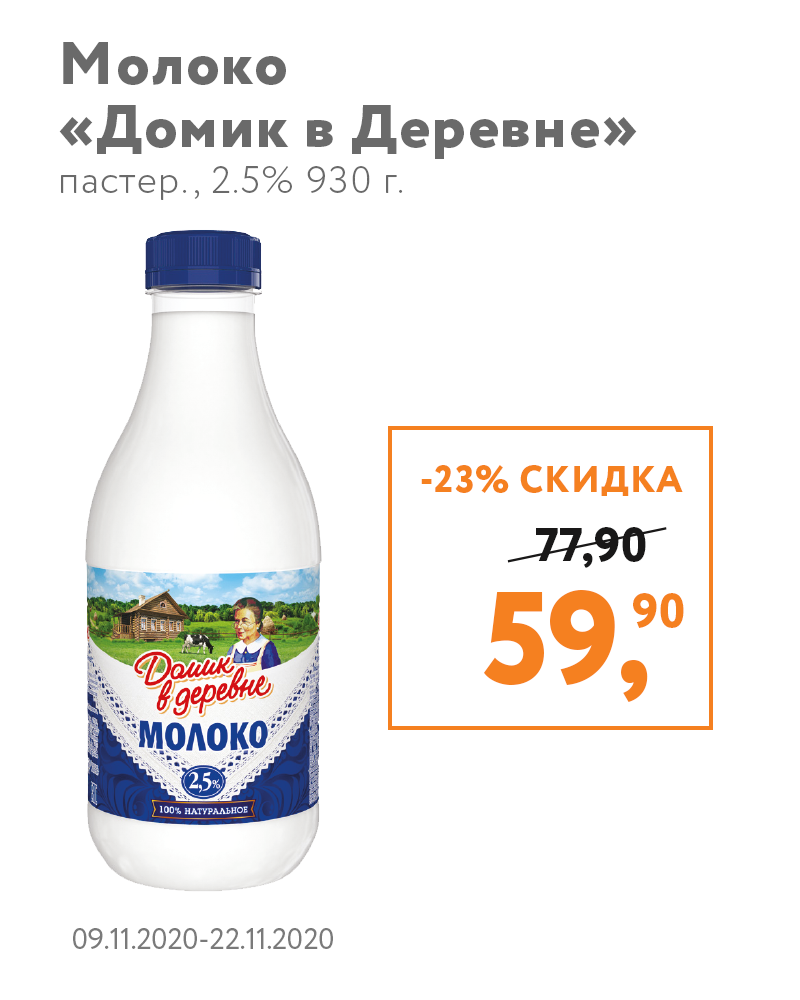 Молоко
«Домик в Деревне»
пастер., 2.5% 930 г.
-23% СКИДКА
77,90
59,90
Домик
в деревне
МОЛОКО
2,5%
100% НАТУРАЛЬНОЕ
09.11.2020-22.11.2020